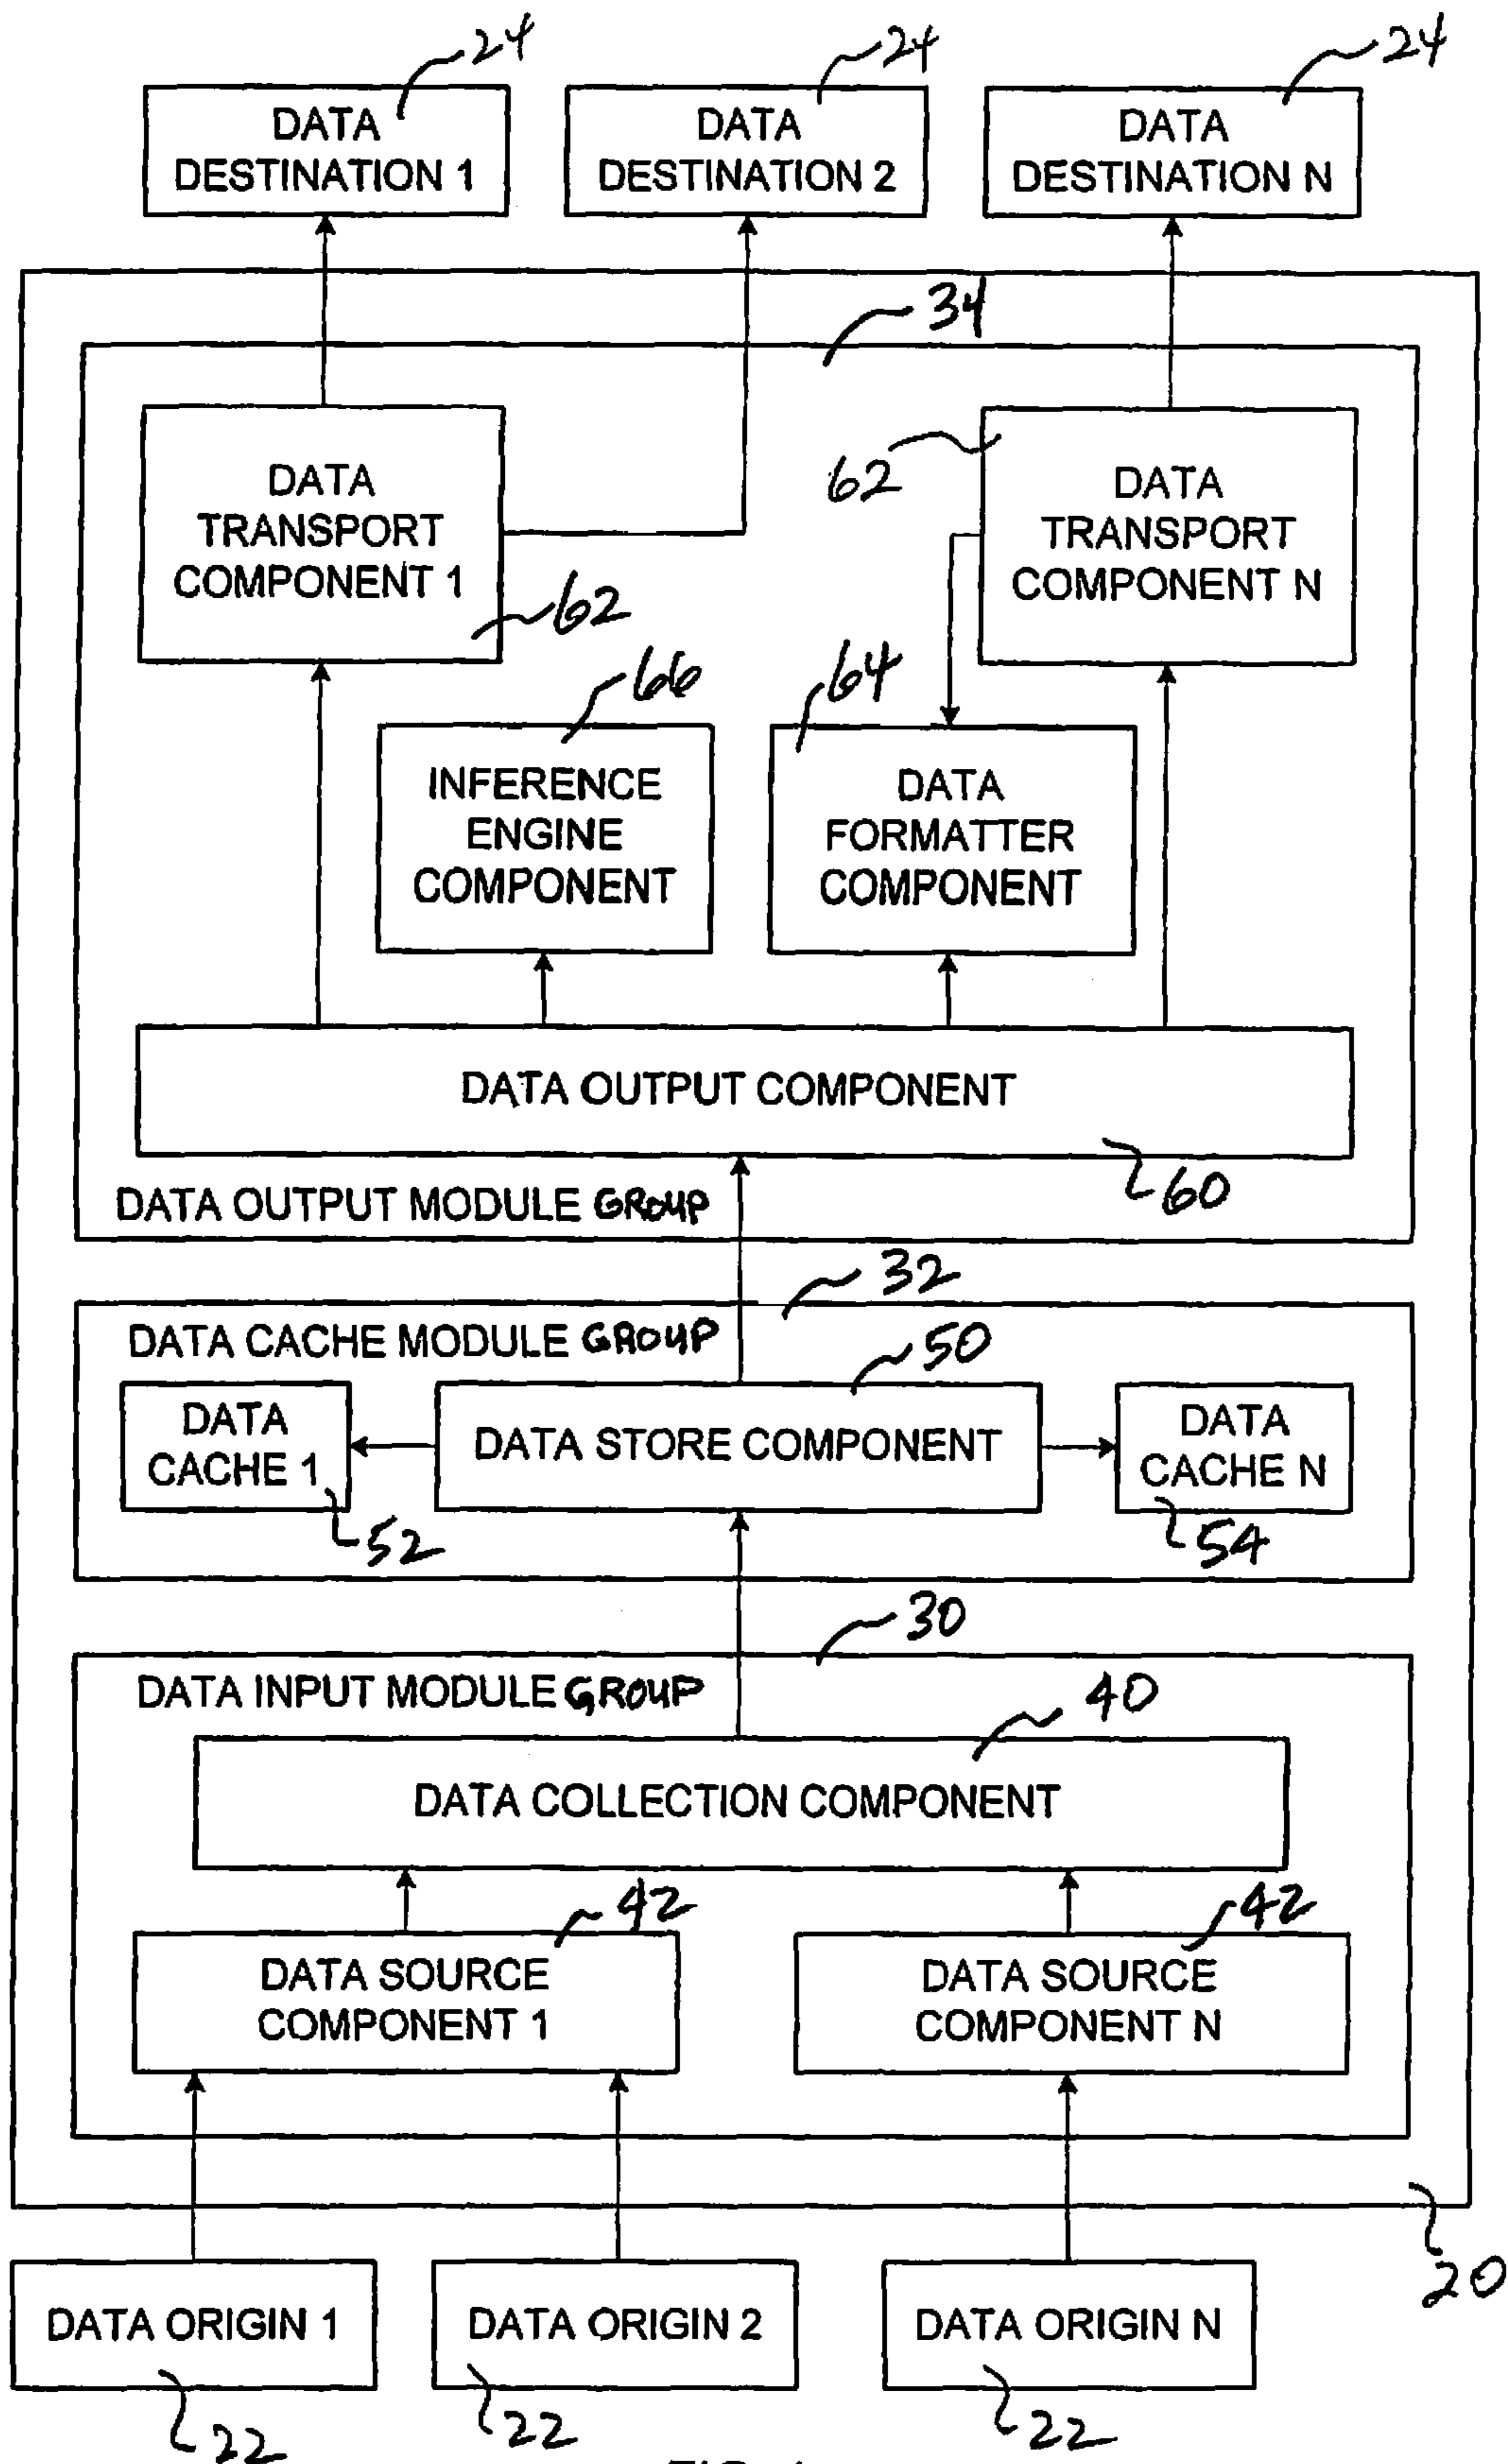 24
24
24
DATA
DESTINATION 1
DATA
DESTINATION 2
DATA
DESTINATION N
34
DATA
TRANSPORT
COMPONENT 1
62
62
DATA
TRANSPORT
COMPONENT N
66
64
INFERENCE
ENGINE
COMPONENT
DATA
FORMATTER
COMPONENT
DATA OUTPUT COMPONENT
60
DATA OUTPUT MODULE GROUP
32
DATA CACHE MODULE GROUP
50
DATA
CACHE 1
DATA STORE COMPONENT
DATA
CACHE N
52
54
30
DATA INPUT MODULE GROUP
40
DATA COLLECTION COMPONENT
42
42
DATA SOURCE
COMPONENT 1
DATA SOURCE
COMPONENT N
20
DATA ORIGIN 1
DATA ORIGIN 2
DATA ORIGIN N
22
22
22